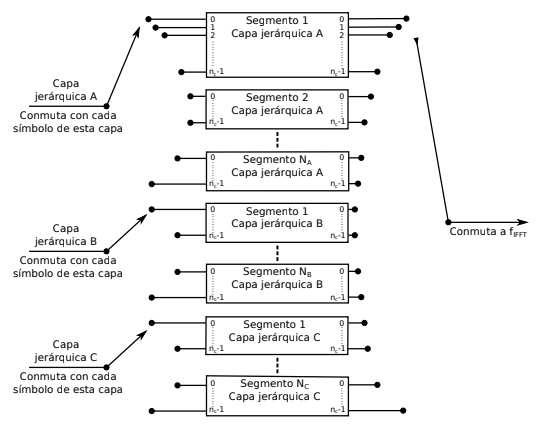 0 Segmento 1 0
1 Capa jerárquica A 1
2 2
n_c-1 n_c-1
Capa
jerárquica A
Conmuta con cada
símbolo de esta capa
0 Segmento 2 0
Capa jerárquica A
n_c-1 n_c-1
0 Segmento N_A 0
Capa jerárquica A
n_c-1 n_c-1
Capa
jerárquica B
Conmuta con cada
símbolo de esta capa
0 Segmento 1 0
Capa jerárquica B
n_c-1 n_c-1
0 Segmento N_B 0
Capa jerárquica B
n_c-1 n_c-1
Conmuta a f_IFFT
Capa
jerárquica C
Conmuta con cada
símbolo de esta capa
0 Segmento 1 0
Capa jerárquica C
n_c-1 n_c-1
0 Segmento N_C 0
Capa jerárquica C
n_c-1 n_c-1